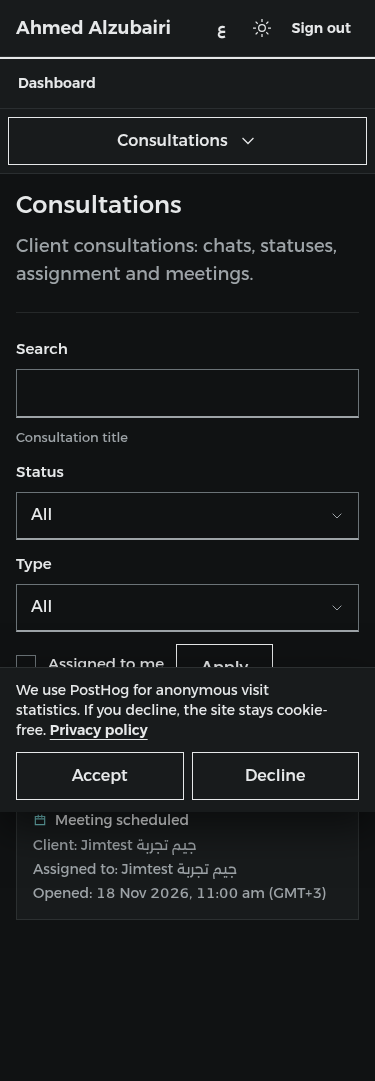 Ahmed Alzubairi
ع
Sign out
Dashboard
Consultations
Consultations
Client consultations: chats, statuses,
assignment and meetings.
Search
Consultation title
Status
All
Type
All
Assigned to me
Apply
We use PostHog for anonymous visit
statistics. If you decline, the site stays cookie-
free. Privacy policy
Accept
Decline
Meeting scheduled
Client: Jimtest جيم تجربة
Assigned to: Jimtest جيم تجربة
Opened: 18 Nov 2026, 11:00 am (GMT+3)